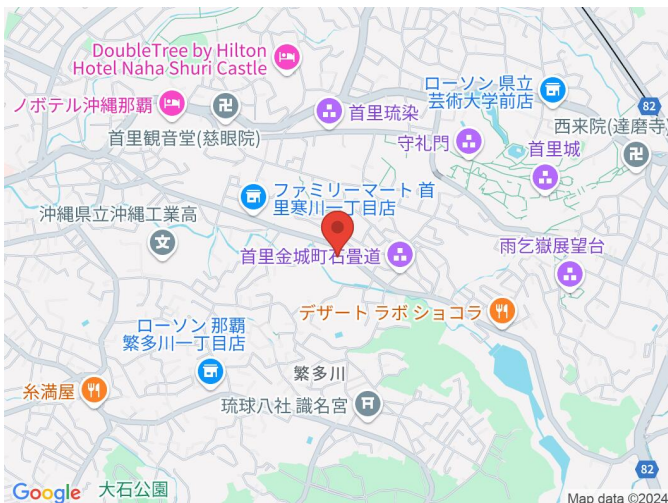 DoubleTree by Hilton
Hotel Naha Shuri Castle
ノボテル沖縄那覇
卍
首里観音堂(慈眼院)
首里琉染
ローソン 県立
芸術大学前店
82
守礼門
首里城
西来院(達磨寺)
卍
ファミリーマート 首
里寒川一丁目店
沖縄県立沖縄工業高
文
首里金城町石畳道
雨乞嶽展望台
デザート ラボ ショコラ
ローソン 那覇
繁多川一丁目店
繁多川
糸満屋
琉球八社 識名宮
82
Google
大石公園
Map data ©2024